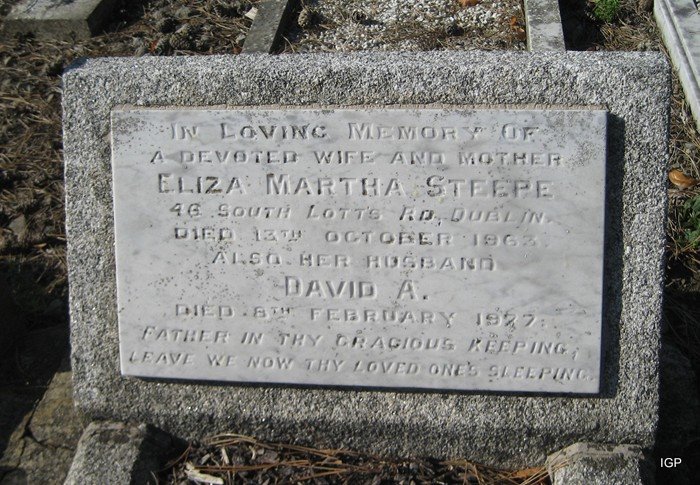 IN LOVING MEMORY OF
A DEVOTED WIFE AND MOTHER
ELIZA MARTHA STEEPE
46 SOUTH LOTTS RD, DUBLIN.
DIED 13TH OCTOBER 1963.
ALSO HER HUSBAND
DAVID A.
DIED 8TH FEBRUARY 1977.
FATHER IN THY GRACIOUS KEEPING,
LEAVE WE NOW THY LOVED ONES SLEEPING.
IGP